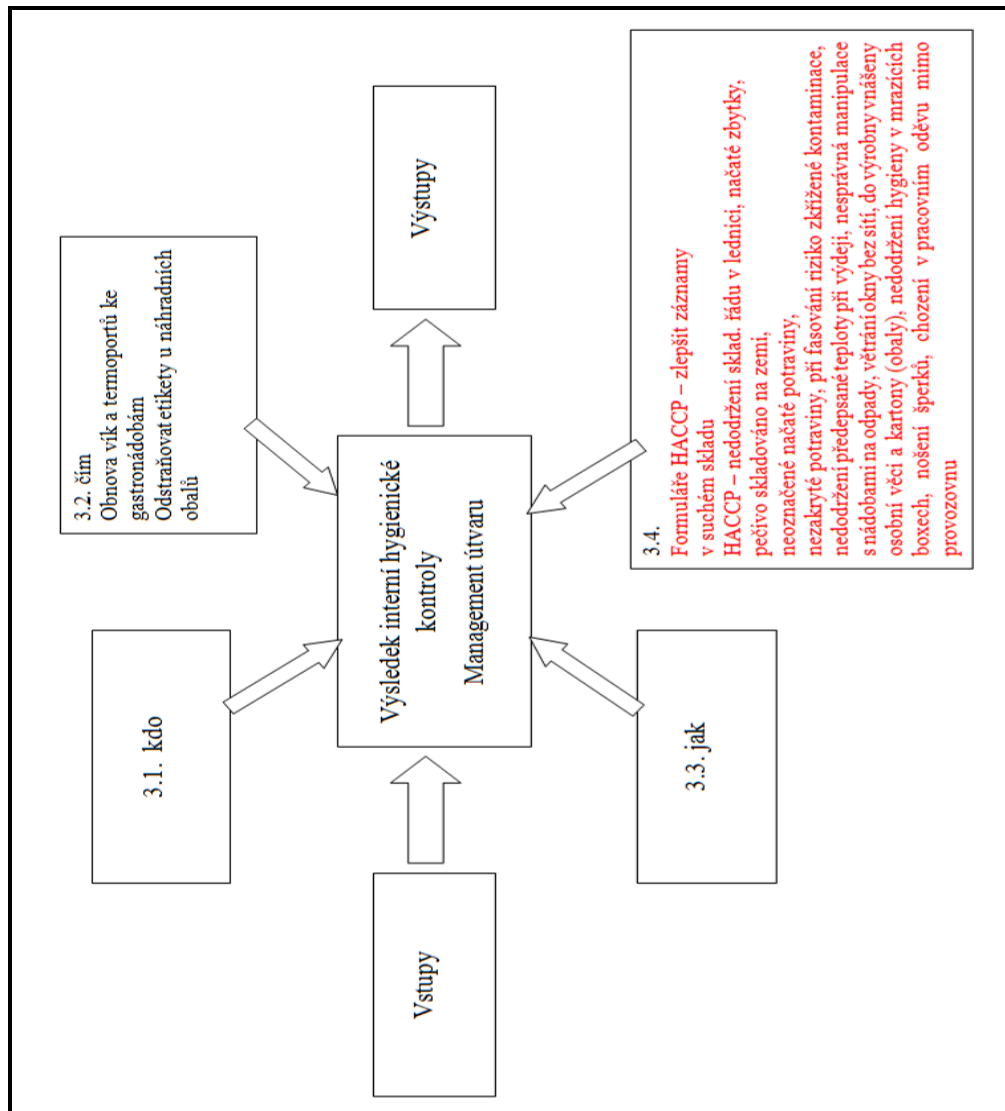 3.1. kdo
3.2. čím
Obnova vík a termoportů ke
gastronádobám
Odstraňovat etikety u náhradních
obalů
Vstupy
Výsledek interní hygienické
kontroly
Management útvaru
Výstupy
3.3. jak
3.4.
Formuláře HACCP – zlepšit záznamy
v suchém skladu
HACCP – nedodržení sklad. řádu v lednici, načaté zbytky,
pečivo skladováno na zemi,
neoznačené načaté potraviny,
nezakryté potraviny, při fasování riziko zkřížené kontaminace,
nedodržení předepsané teploty při výdeji, nesprávná manipulace
s nádobami na odpady, větrání okny bez sítí, do výrobny vnášeny
osobní věci a kartony (obaly), nedodržení hygieny v mrazících
boxech, nošení šperků, chození v pracovním oděvu mimo
provozovnu